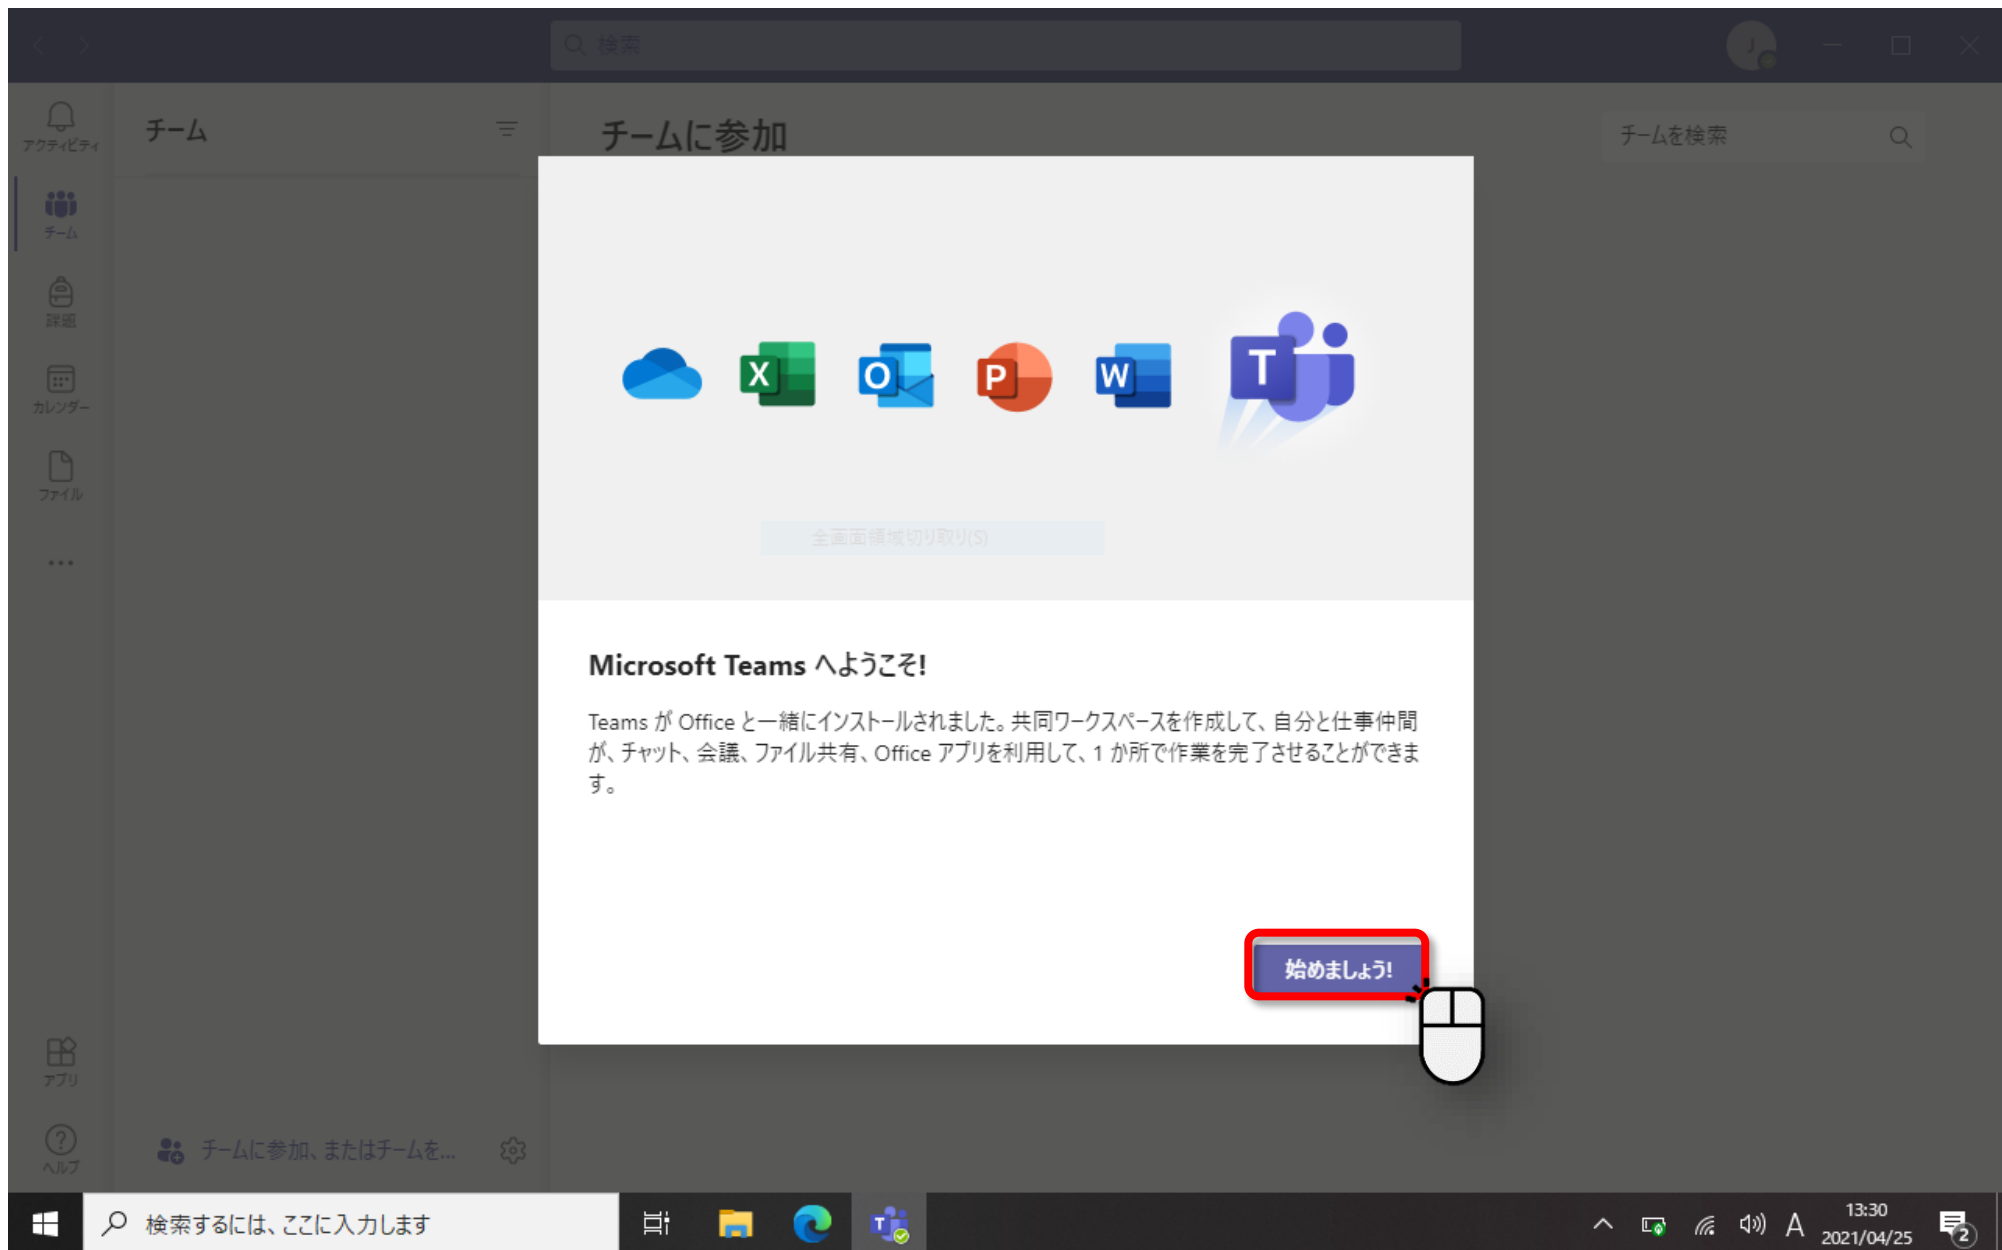 検索
J
アクティビティ
チーム
課題
カレンダー
ファイル
アプリ
ヘルプ
チーム
チームに参加、またはチームを...
チームに参加
チームを検索
X
O
P
W
T
全画面領域切り取り(S)
Microsoft Teams へようこそ!
Teams が Office と一緒にインストールされました。共同ワークスペースを作成して、自分と仕事仲間
が、チャット、会議、ファイル共有、Office アプリを利用して、1 か所で作業を完了させることができま
す。
始めましょう!
検索するには、ここに入力します
T
A
13:30
2021/04/25
2